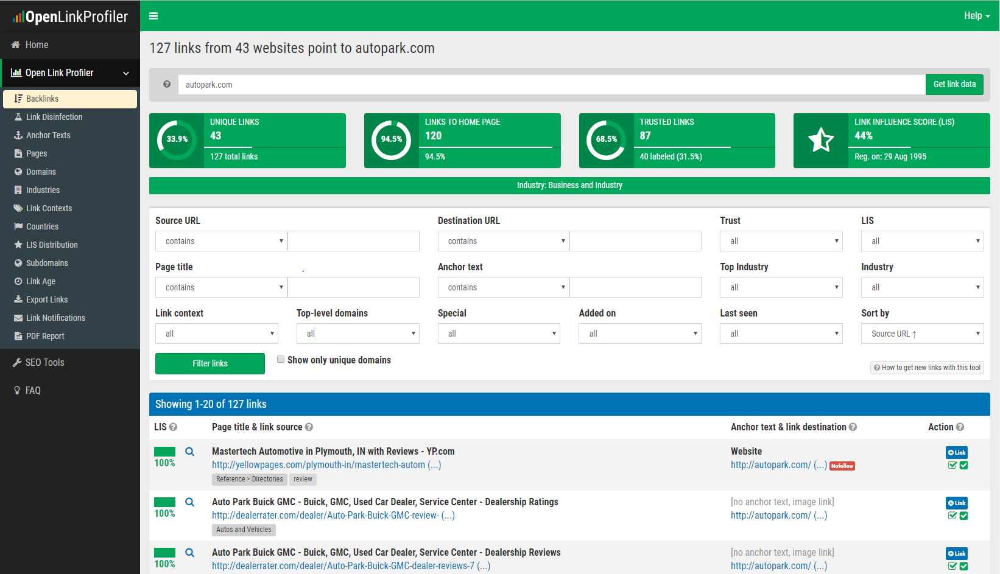 OpenLinkProfiler
Help
Home
Open Link Profiler
Backlinks
Link Disinfection
Anchor Texts
Pages
Domains
Industries
Link Contexts
Countries
LIS Distribution
Subdomains
Link Age
Export Links
Link Notifications
PDF Report
SEO Tools
FAQ
127 links from 43 websites point to autopark.com
autopark.com Get link data
33.9% UNIQUE LINKS
43
127 total links
94.5% LINKS TO HOME PAGE
120
94.5%
68.5% TRUSTED LINKS
87
40 labeled (31.5%)
LINK INFLUENCE SCORE (LIS)
44%
Reg. on: 29 Aug 1995
Industry: Business and Industry
Source URL Destination URL Trust LIS
contains contains all all
Page title Anchor text Top Industry Industry
contains contains all all
Link context Top-level domains Special Added on Last seen Sort by
all all all all all Source URL ↑
Filter links Show only unique domains
How to get new links with this tool
Showing 1-20 of 127 links
LIS Page title & link source Anchor text & link destination Action
Mastertech Automotive in Plymouth, IN with Reviews - YP.com Website Link
100% http://yellowpages.com/plymouth-in/mastertech-autom (...) http://autopark.com/ (...) Nofollow
Reference > Directories review
Auto Park Buick GMC - Buick, GMC, Used Car Dealer, Service Center - Dealership Ratings [no anchor text, image link] Link
100% http://dealerrater.com/dealer/Auto-Park-Buick-GMC-review- (...) http://autopark.com/ (...)
Autos and Vehicles
Auto Park Buick GMC - Buick, GMC, Used Car Dealer, Service Center - Dealership Reviews [no anchor text, image link] Link
100% http://dealerrater.com/dealer/Auto-Park-Buick-GMC-dealer-reviews-7 (...) http://autopark.com/ (...)